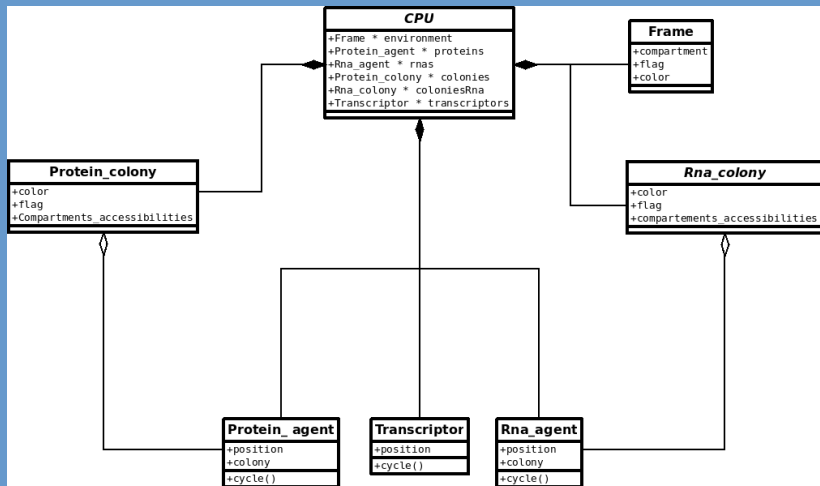 CPU
+Frame * environment
+Protein_agent * proteins
+Rna_agent * rnas
+Protein_colony * colonies
+Rna_colony * coloniesRna
+Transcriptor * transcriptors
Frame
+compartment
+flag
+color
Protein_colony
+color
+flag
+Compartments_accessibilities
Rna_colony
+color
+flag
+compartements_accessibilities
Protein_ agent
+position
+colony
+cycle()
Transcriptor
+position
+cycle()
Rna_agent
+position
+colony
+cycle()